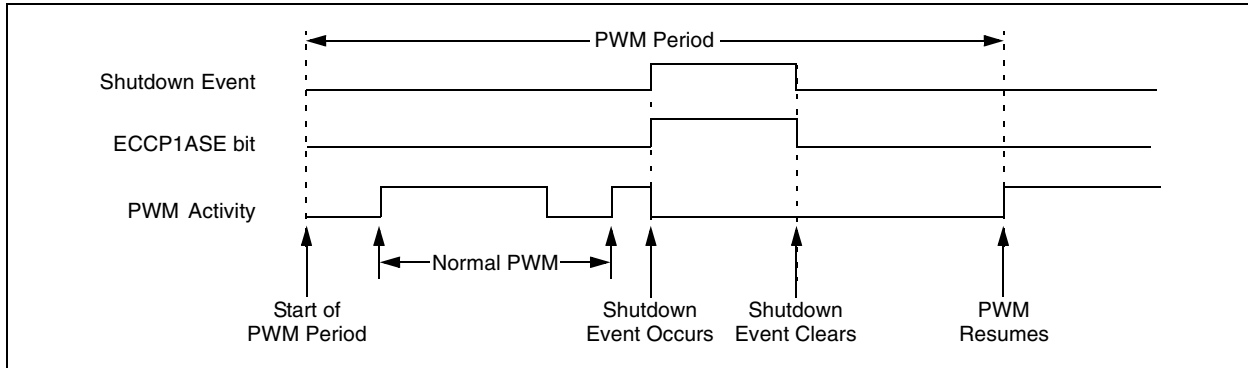 PWM Period
Shutdown Event
ECCP1ASE bit
PWM Activity
Normal PWM
Start of
PWM Period
Shutdown
Event Occurs
Shutdown
Event Clears
PWM
Resumes